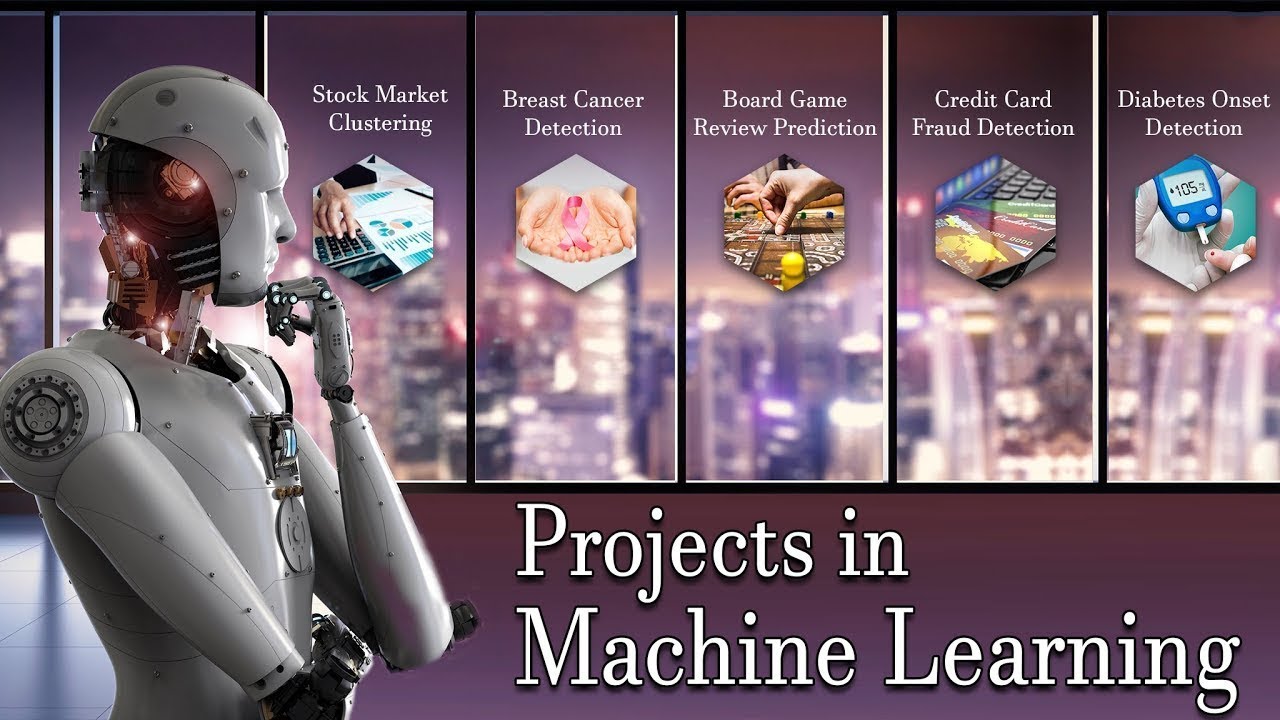 Stock Market
Clustering
Breast Cancer
Detection
Board Game
Review Prediction
Credit Card
Fraud Detection
Diabetes Onset
Detection
105
Projects in
Machine Learning